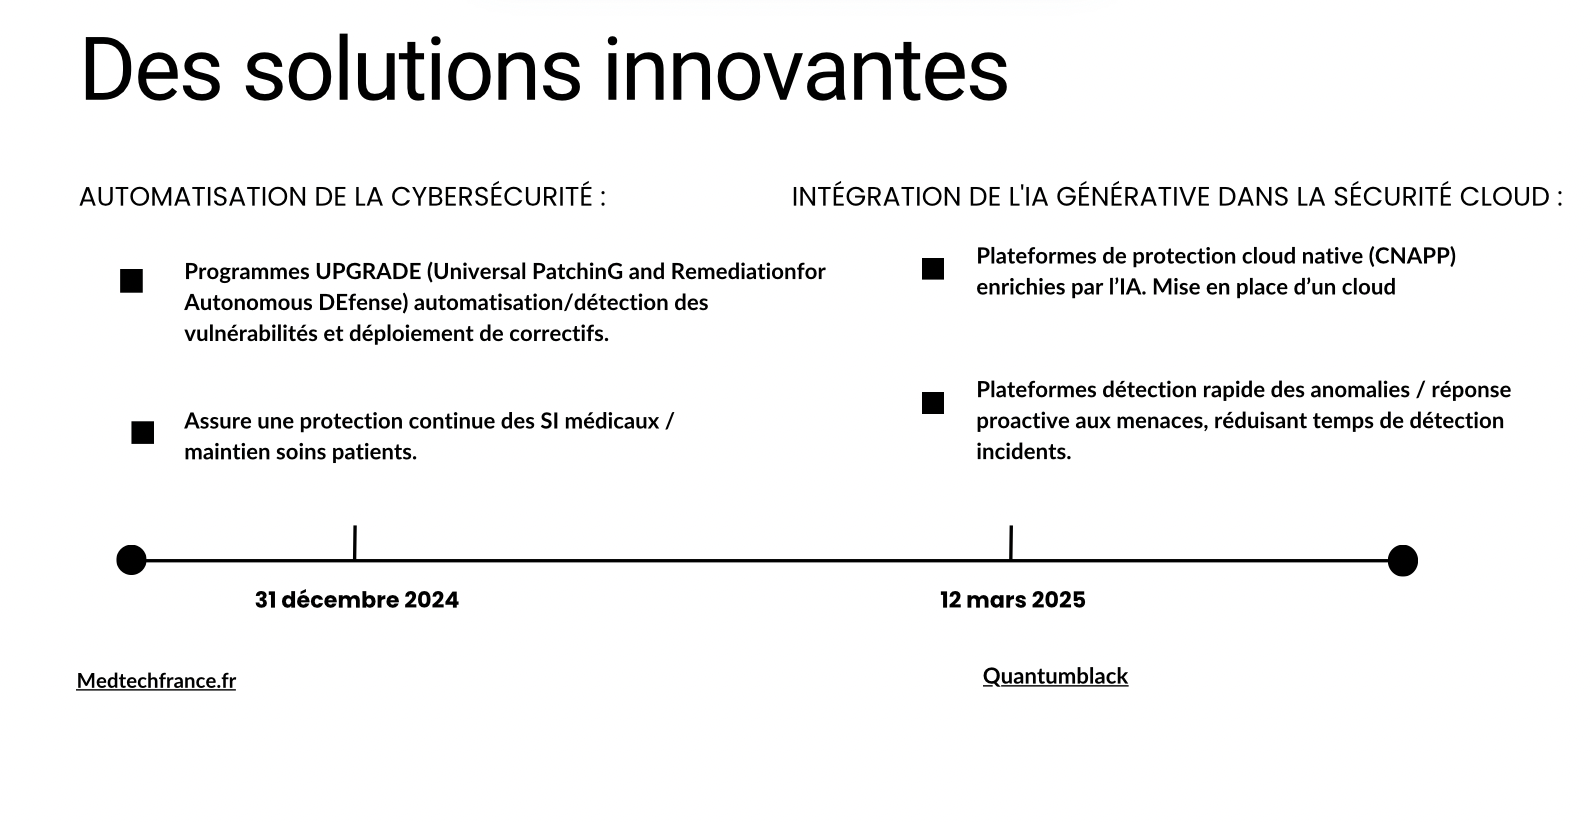 Des solutions innovantes
AUTOMATISATION DE LA CYBERSÉCURITÉ :
Programmes UPGRADE (Universal PatchinG and Remediationfor
Autonomous DEfense) automatisation/détection des
vulnérabilités et déploiement de correctifs.
Assure une protection continue des SI médicaux /
maintien soins patients.
INTÉGRATION DE L'IA GÉNÉRATIVE DANS LA SÉCURITÉ CLOUD :
Plateformes de protection cloud native (CNAPP)
enrichies par l’IA. Mise en place d’un cloud
Plateformes détection rapide des anomalies / réponse
proactive aux menaces, réduisant temps de détection
incidents.
31 décembre 2024
12 mars 2025
Medtechfrance.fr
Quantumblack